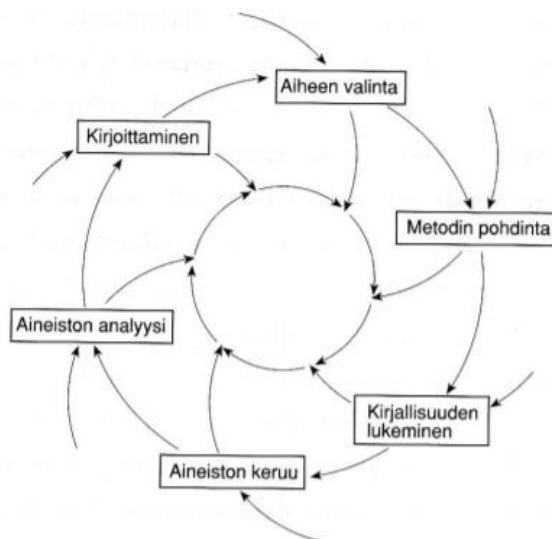 Aiheen valinta
Kirjoittaminen
Metodin pohdinta
Aineiston analyysi
Kirjallisuuden
lukeminen
Aineiston keruu